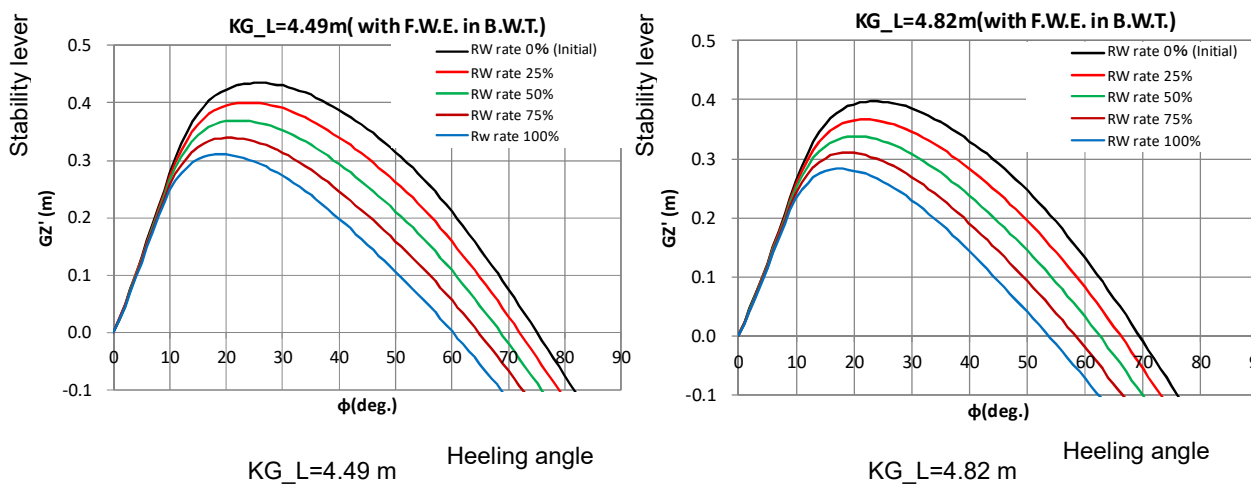 KG_L=4.49m( with F.W.E. in B.W.T.)
Stability lever
GZ' (m)
0.5
0.4
0.3
0.2
0.1
0.0
-0.1
RW rate 0% (Initial)
RW rate 25%
RW rate 50%
RW rate 75%
Rw rate 100%
0 10 20 30 40 50 60 70 80 90
ϕ(deg.)
Heeling angle
KG_L=4.49 m
KG_L=4.82m(with F.W.E. in B.W.T.)
Stability lever
GZ' (m)
0.5
0.4
0.3
0.2
0.1
0.0
-0.1
RW rate 0% (Initial)
RW rate 25%
RW rate 50%
RW rate 75%
RW rate 100%
0 10 20 30 40 50 60 70 80 90
ϕ(deg.)
Heeling angle
KG_L=4.82 m